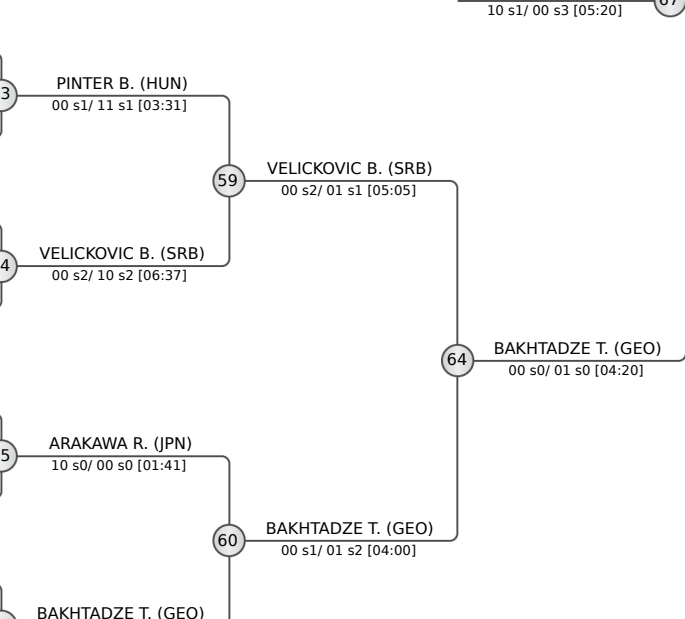 67
10 s1/ 00 s3 [05:20]
3
PINTER B. (HUN)
00 s1/ 11 s1 [03:31]
59
VELICKOVIC B. (SRB)
00 s2/ 01 s1 [05:05]
4
VELICKOVIC B. (SRB)
00 s2/ 10 s2 [06:37]
64
BAKHTADZE T. (GEO)
00 s0/ 01 s0 [04:20]
5
ARAKAWA R. (JPN)
10 s0/ 00 s0 [01:41]
60
BAKHTADZE T. (GEO)
00 s1/ 01 s2 [04:00]
BAKHTADZE T. (GEO)